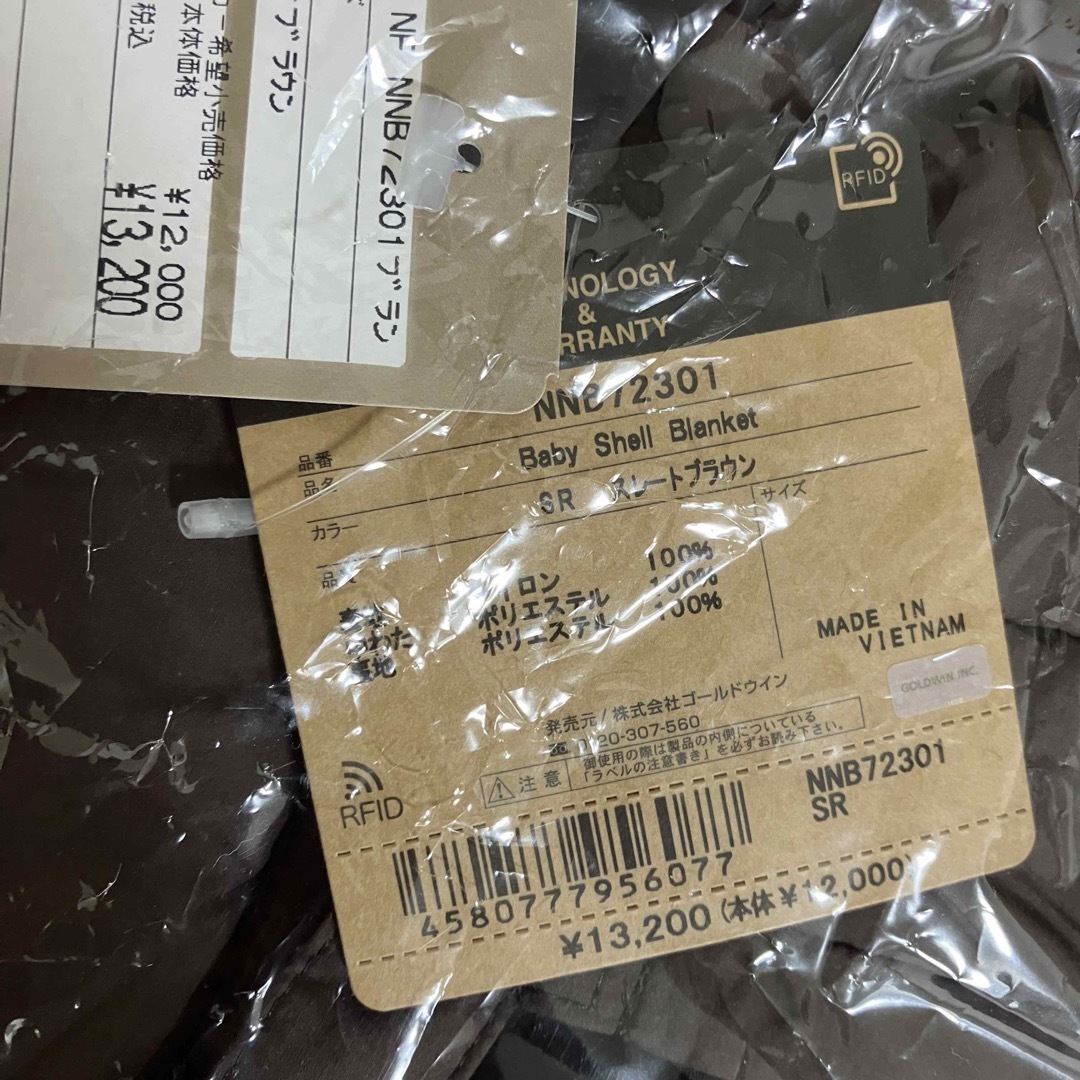 NF NNB72301ブラン
ブラウン
カー希望小売価格
本体価格
¥12,000
税込
¥13,200
RFID
NOLOGY
&
RRANTY
NNB72301
品番
Baby Shell Blanket
品名
SR スレートブラウン
カラー
サイズ
100%
ポリエステル 100%
ポリエステル 100%
MADE IN
VIETNAM
GOLDWIN INC.
発売元/株式会社ゴールドウイン
0120-307-560
注意
御使用の際は製品の内側についている
「ラベルの注意書き」を必ずお読み下さい。
RFID
NNB72301
SR
4580777956077
¥13,200(本体¥12,000)